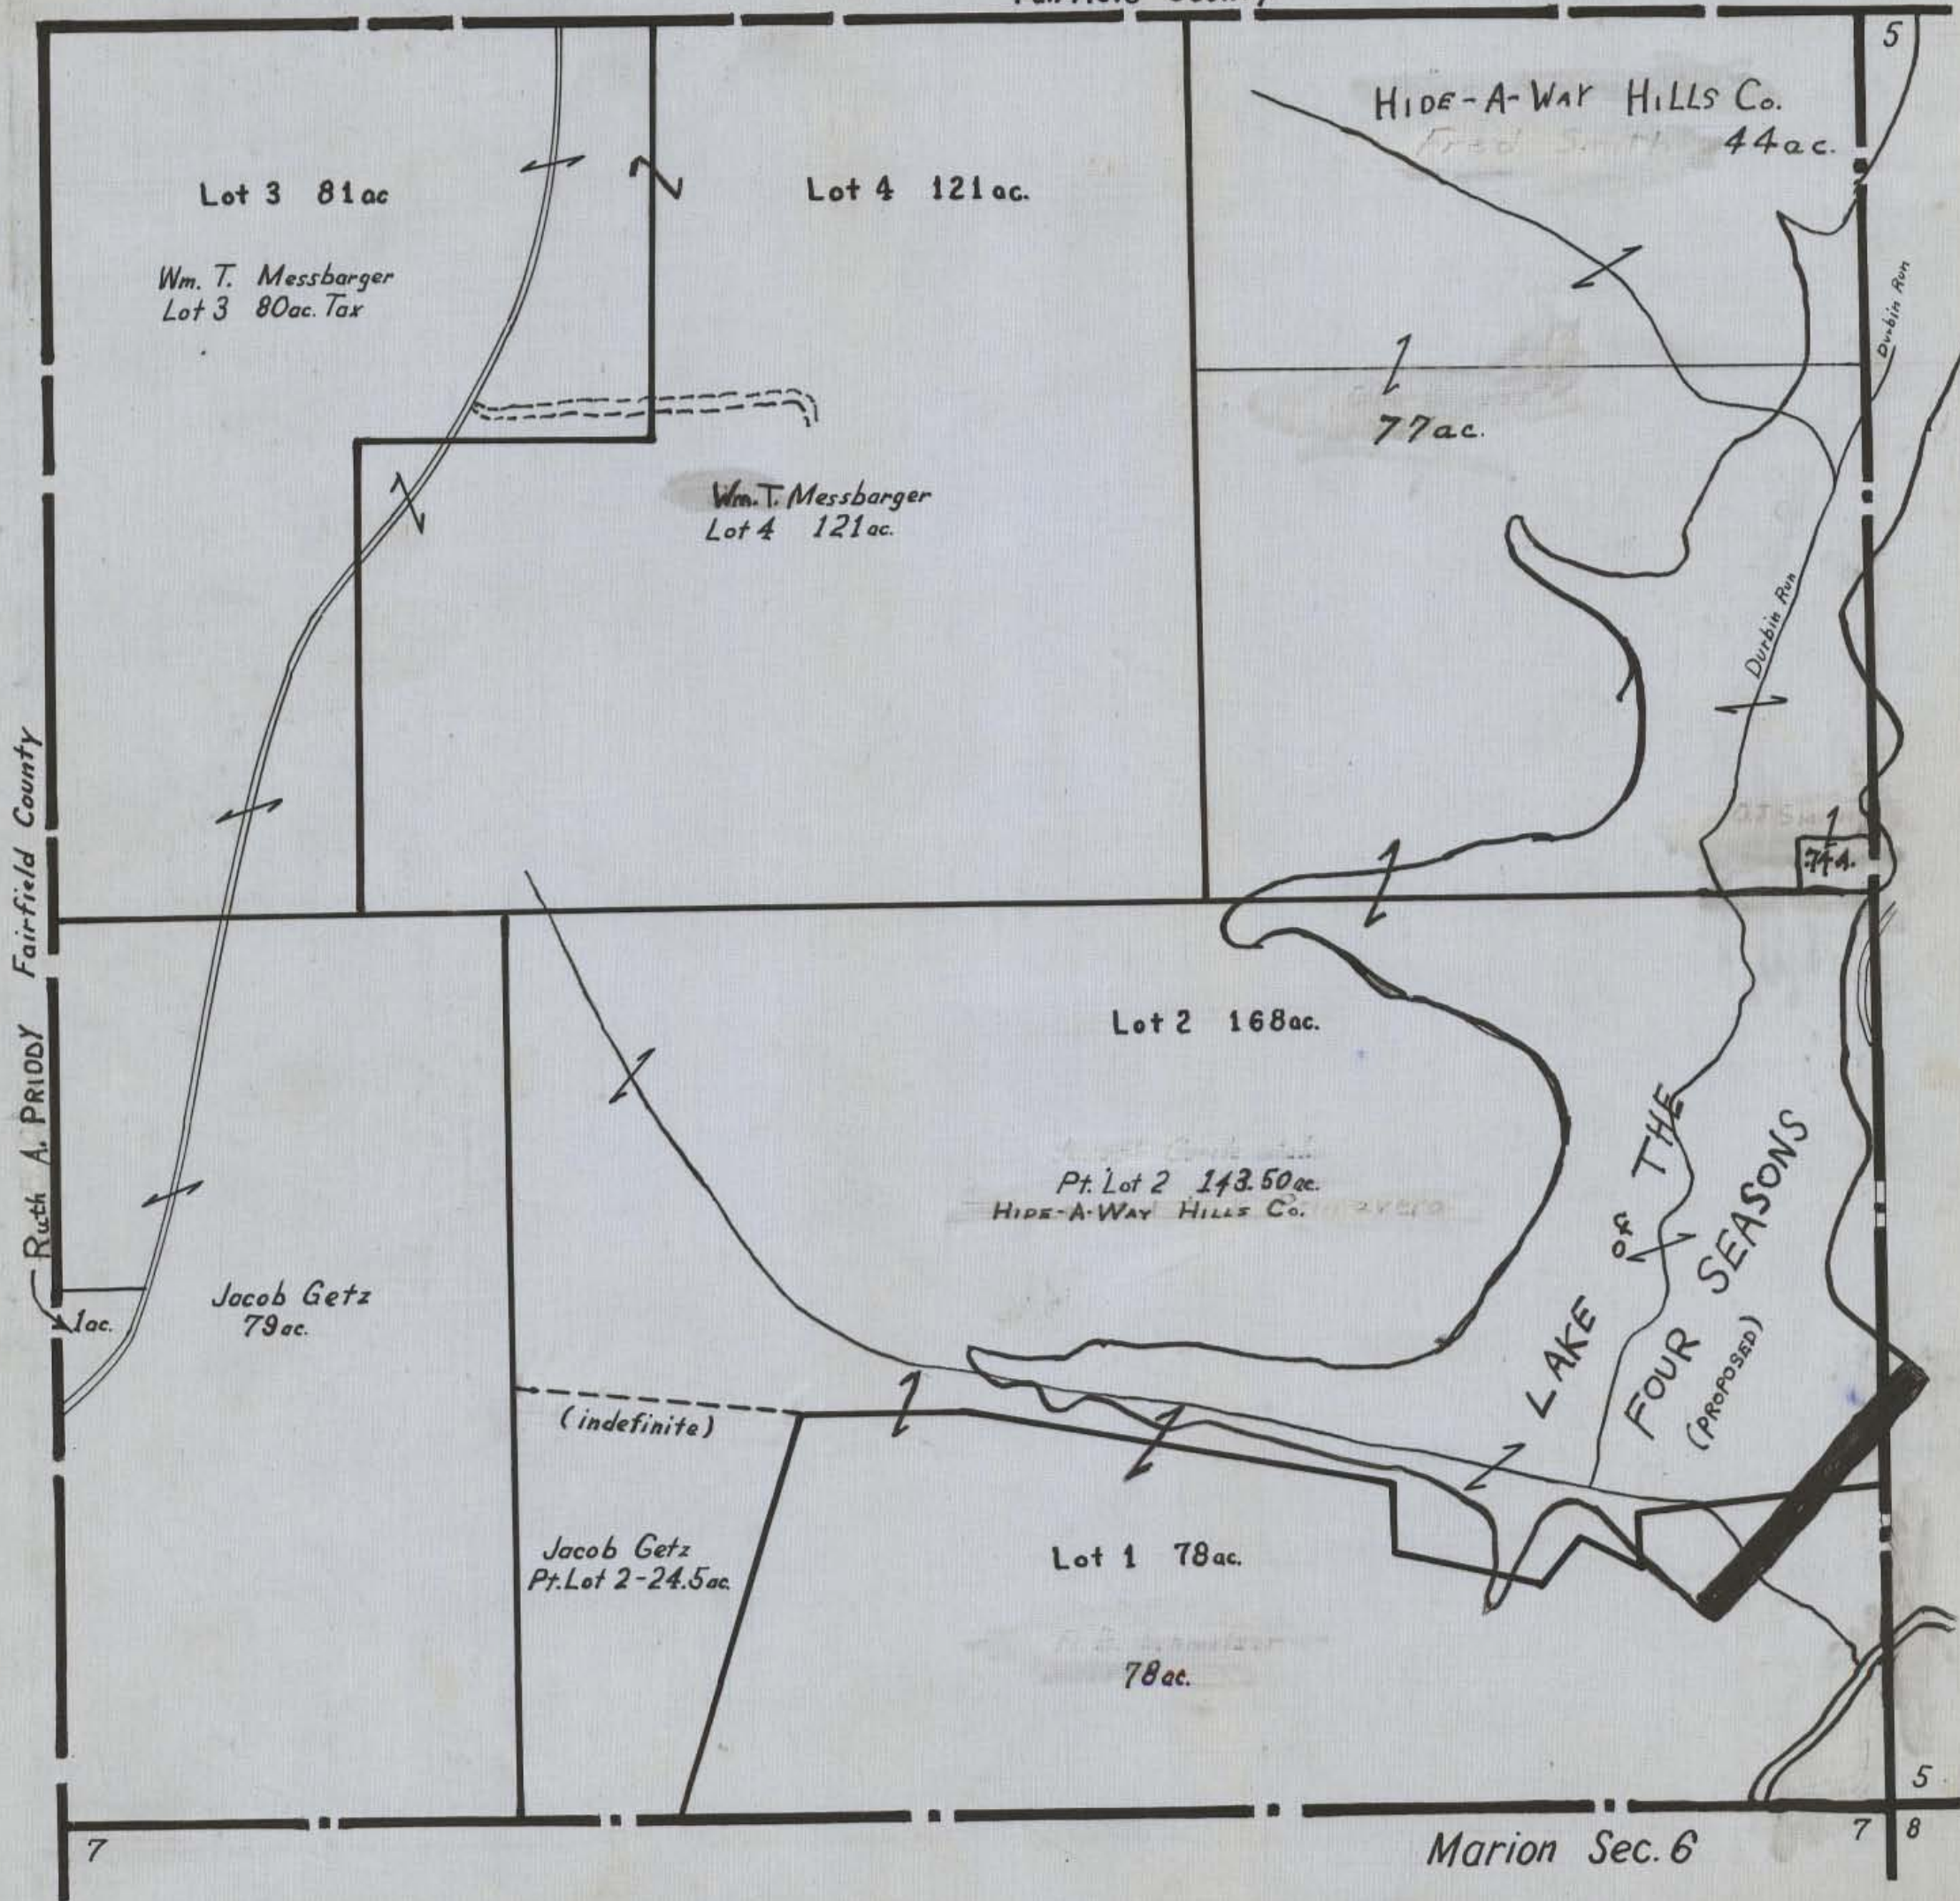 5
HIDE-A-WAY HILLS Co.
Fred Smith
44ac.
Lot 3 81ac
Lot 4 121ac.
Wm. T. Messbarger
Lot 3 80ac. Tax
Durbin Run
77ac.
Wm. T. Messbarger
Lot 4 121ac.
Durbin Run
Ruth A. PRIODY Fairfield County
.74A.
Lot 2 168ac.
Pt. Lot 2 143.50ac.
HIDE-A-WAY HILLS Co.
LAKE OF THE
FOUR SEASONS
(PROPOSED)
Jacob Getz
79ac.
1ac.
(indefinite)
Jacob Getz
Pt. Lot 2-24.5ac.
Lot 1 78ac.
78ac.
5
7
Marion Sec. 6
7 8